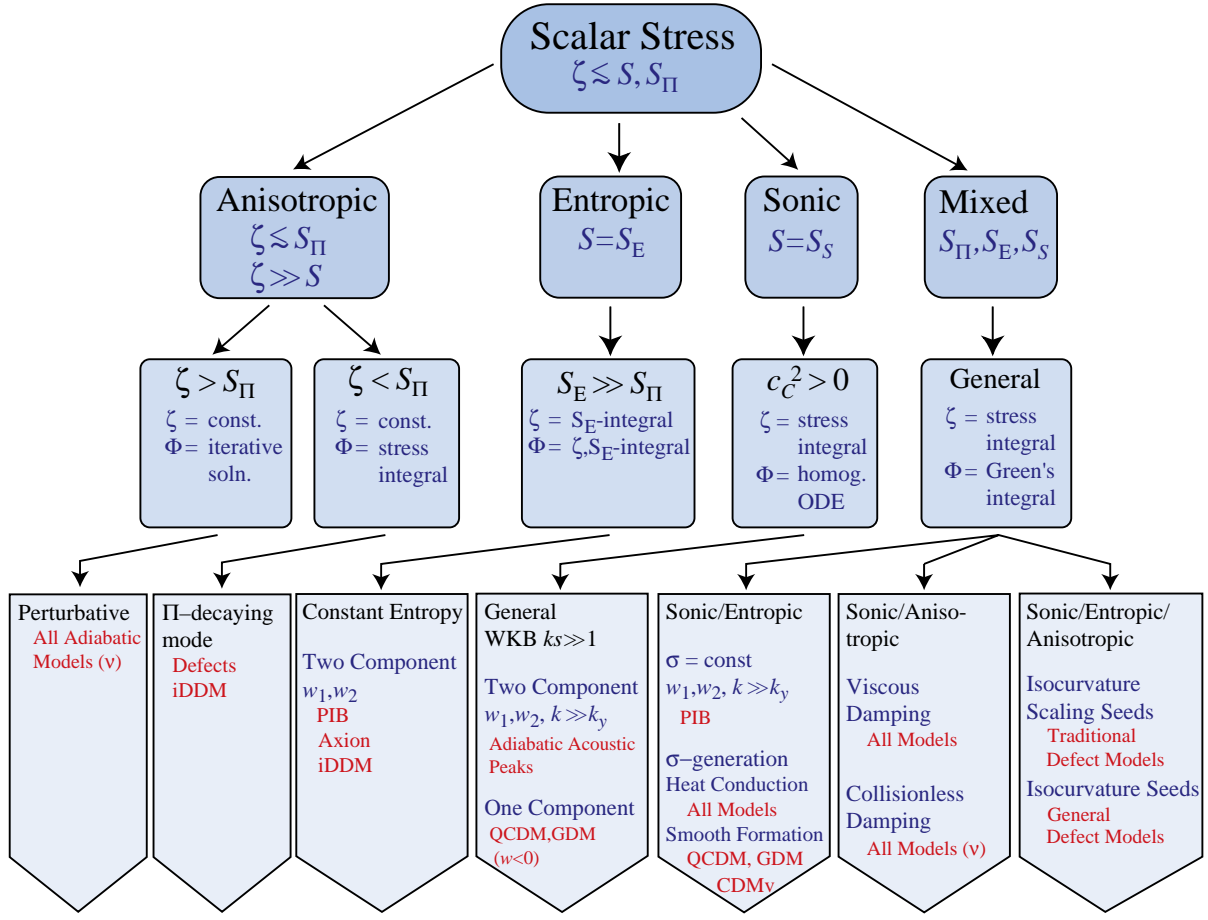 Scalar Stress
ζ ≲ S, S_Π
Anisotropic
ζ ≲ S_Π
ζ ≫ S
Entropic
S=S_E
Sonic
S=S_S
Mixed
S_Π,S_E,S_S
ζ > S_Π
ζ = const.
Φ= iterative
soln.
ζ < S_Π
ζ = const.
Φ= stress
integral
S_E ≫ S_Π
ζ = S_E-integral
Φ= ζ,S_E-integral
c_C^2 > 0
ζ = stress
integral
Φ= homog.
ODE
General
ζ = stress
integral
Φ= Green's
integral
Perturbative
All Adiabatic
Models (ν)
Π–decaying
mode
Defects
iDDM
Constant Entropy
Two Component
w_1,w_2
PIB
Axion
iDDM
General
WKB ks≫1
Two Component
w_1,w_2, k≫k_y
Adiabatic Acoustic
Peaks
One Component
QCDM,GDM
(w<0)
Sonic/Entropic
σ = const
w_1,w_2, k≫k_y
PIB
σ–generation
Heat Conduction
All Models
Smooth Formation
QCDM, GDM
CDMν
Sonic/Aniso-
tropic
Viscous
Damping
All Models
Collisionless
Damping
All Models (ν)
Sonic/Entropic/
Anisotropic
Isocurvature
Scaling Seeds
Traditional
Defect Models
Isocurvature Seeds
General
Defect Models